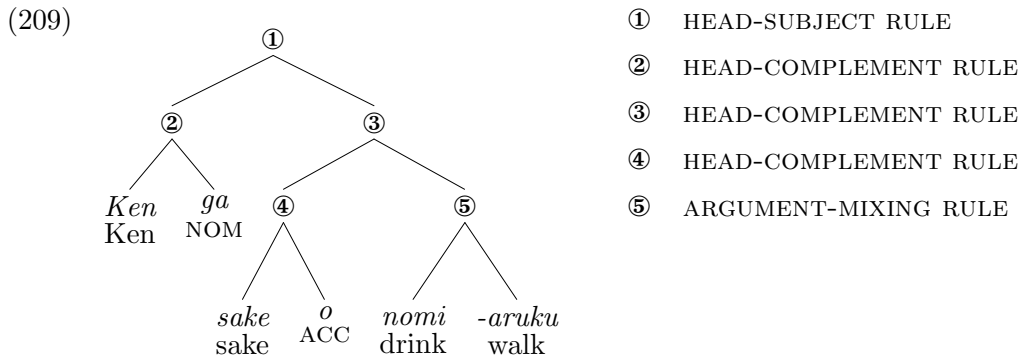 (209)
① HEAD-SUBJECT RULE
② HEAD-COMPLEMENT RULE
③ HEAD-COMPLEMENT RULE
④ HEAD-COMPLEMENT RULE
⑤ ARGUMENT-MIXING RULE
①
② ③
Ken ga ④ ⑤
Ken NOM
sake o nomi -aruku
sake ACC drink walk